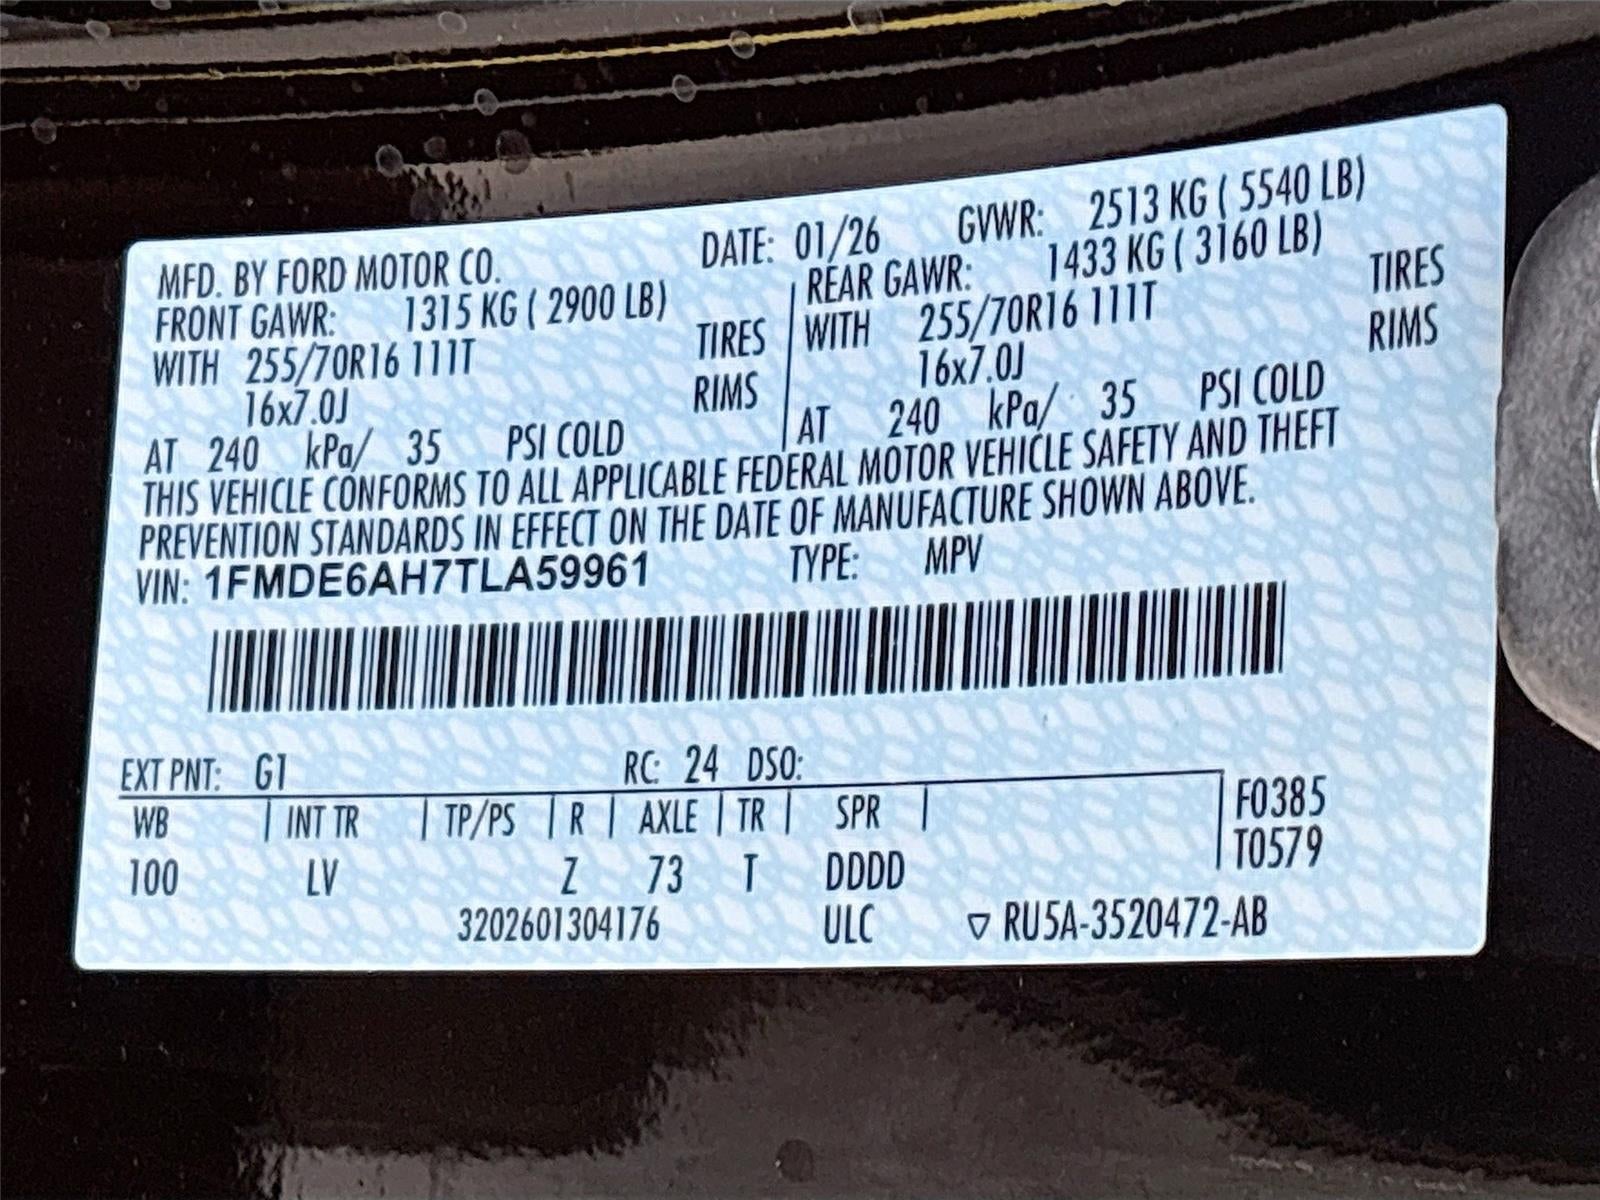 MFD. BY FORD MOTOR CO. DATE: 01/26 GVWR: 2513 KG ( 5540 LB)
FRONT GAWR: 1315 KG ( 2900 LB) REAR GAWR: 1433 KG ( 3160 LB)
WITH 255/70R16 111T TIRES WITH 255/70R16 111T TIRES
16x7.0J RIMS 16x7.0J RIMS
AT 240 kPa/ 35 PSI COLD AT 240 kPa/ 35 PSI COLD
THIS VEHICLE CONFORMS TO ALL APPLICABLE FEDERAL MOTOR VEHICLE SAFETY AND THEFT
PREVENTION STANDARDS IN EFFECT ON THE DATE OF MANUFACTURE SHOWN ABOVE.
VIN: 1FMDE6AH7TLA59961 TYPE: MPV
EXT PNT: G1 RC: 24 DSO:
WB | INT TR | TP/PS | R | AXLE | TR | SPR | F0385
100 LV Z 73 T DDDD T0579
3202601304176 ULC ▽ RU5A-3520472-AB